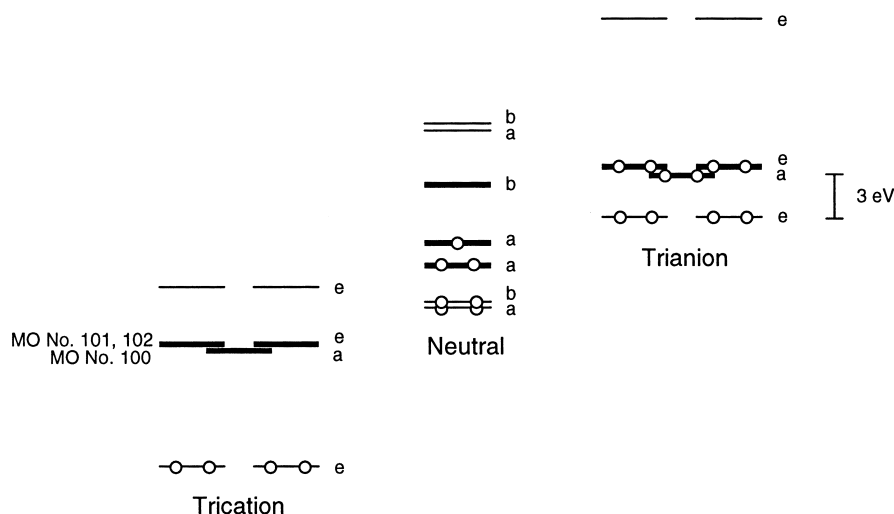 e
MO No. 101, 102
e
MO No. 100
a
e
Trication
b
a
b
a
a
b
a
Neutral
e
e
a
e
3 eV
Trianion